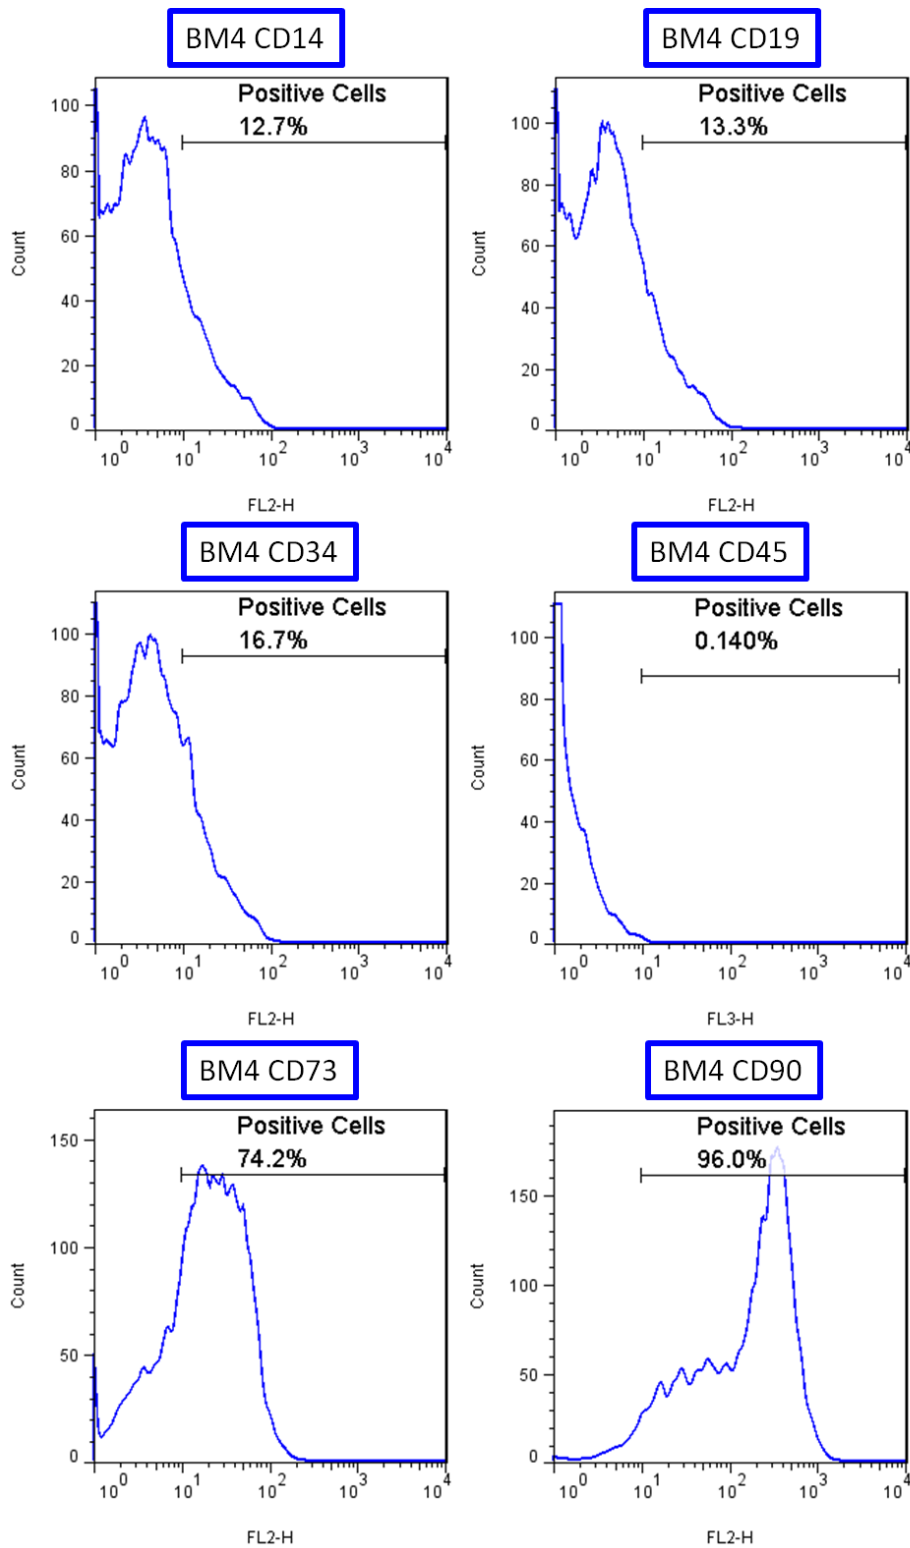 BM4 CD14
Positive Cells
12.7%
100
80
60
40
20
0
Count
10^0 10^1 10^2 10^3 10^4
FL2-H
BM4 CD19
Positive Cells
13.3%
100
80
60
40
20
0
Count
10^0 10^1 10^2 10^3 10^4
FL2-H
BM4 CD34
Positive Cells
16.7%
100
80
60
40
20
0
Count
10^0 10^1 10^2 10^3 10^4
FL2-H
BM4 CD45
Positive Cells
0.140%
100
80
60
40
20
0
Count
10^0 10^1 10^2 10^3 10^4
FL3-H
BM4 CD73
Positive Cells
74.2%
150
100
50
0
Count
10^0 10^1 10^2 10^3 10^4
FL2-H
BM4 CD90
Positive Cells
96.0%
150
100
50
0
Count
10^0 10^1 10^2 10^3 10^4
FL2-H